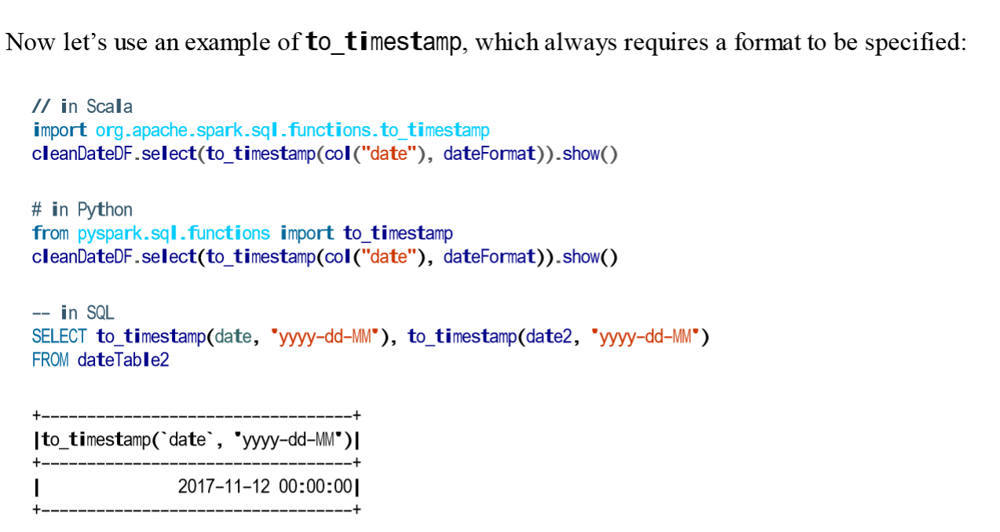 Now let’s use an example of to_timestamp, which always requires a format to be specified:
// in Scala
import org.apache.spark.sql.functions.to_timestamp
cleanDateDF.select(to_timestamp(col("date"), dateFormat)).show()
# in Python
from pyspark.sql.functions import to_timestamp
cleanDateDF.select(to_timestamp(col("date"), dateFormat)).show()
-- in SQL
SELECT to_timestamp(date, 'yyyy-dd-MM'), to_timestamp(date2, 'yyyy-dd-MM')
FROM dateTable2
+----------------------------------+
|to_timestamp(`date`, 'yyyy-dd-MM')|
+----------------------------------+
|               2017-11-12 00:00:00|
+----------------------------------+